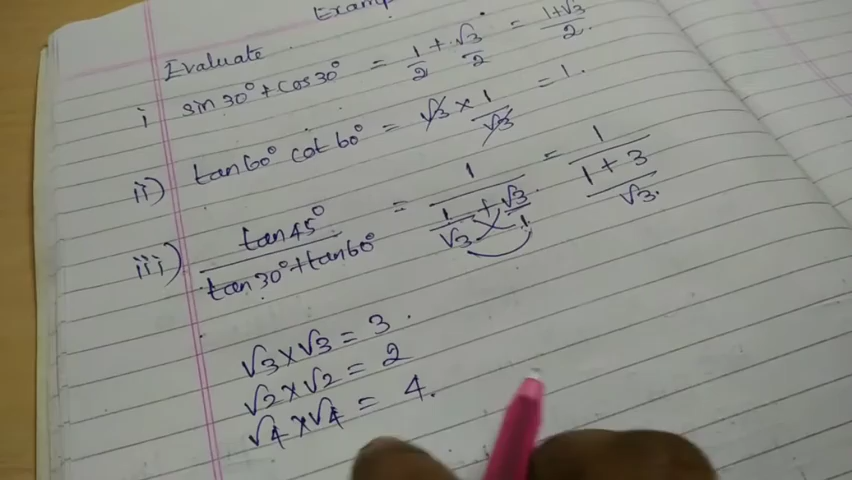 Examp
Evaluate
i sin 30° + cos 30° = 1/2 + √3/2 = 1+√3/2.
ii) tan 60° cot 60° = √3 × 1/√3 = 1.
iii) tan 45°/tan 30° + tan 60° = 1/(1/√3 + √3/1) = 1/(1+3/√3).
√3 × √3 = 3.
√2 × √2 = 2
√4 × √4 = 4.